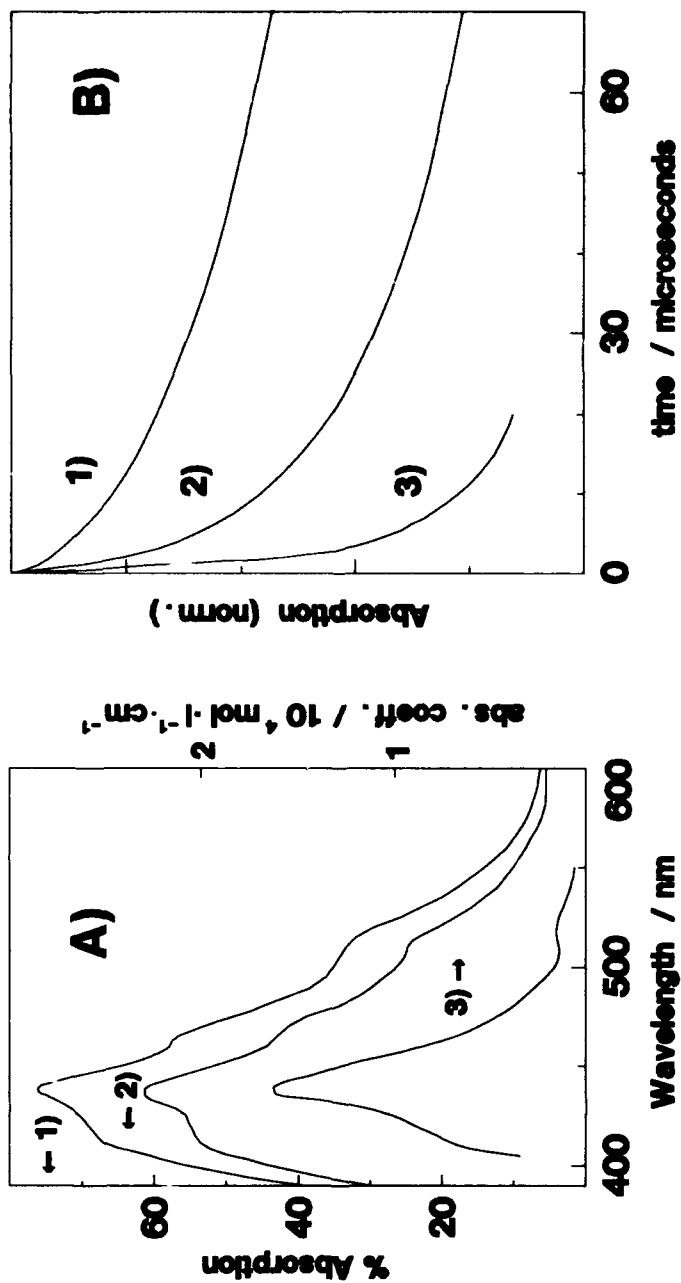 A)
← 1)
← 2)
3) →
% Absorption
60
40
20
400
500
600
Wavelength / nm
2
1
abs. coeff. / 10⁴ mol·l⁻¹·cm⁻¹
B)
1)
2)
3)
Absorption (norm.)
0
30
60
time / microseconds